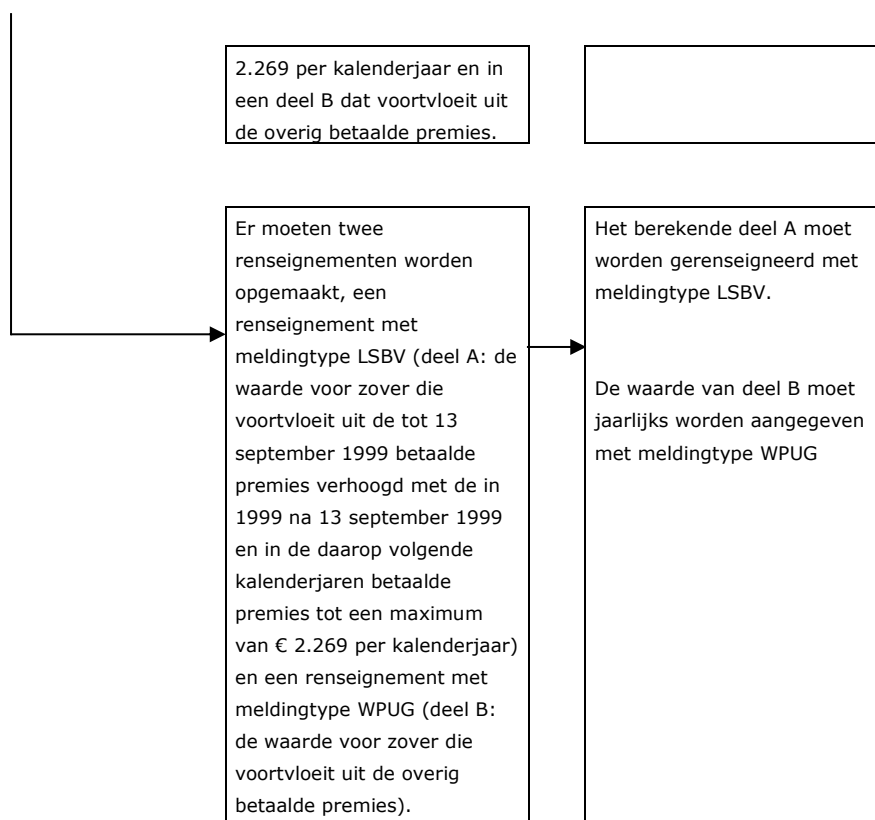 2.269 per kalenderjaar en in
een deel B dat voortvloeit uit
de overig betaalde premies.
Er moeten twee
renseignementen worden
opgemaakt, een
renseignement met
meldingtype LSBV (deel A: de
waarde voor zover die
voortvloeit uit de tot 13
september 1999 betaalde
premies verhoogd met de in
1999 na 13 september 1999
en in de daarop volgende
kalenderjaren betaalde
premies tot een maximum
van € 2.269 per kalenderjaar)
en een renseignement met
meldingtype WPUG (deel B:
de waarde voor zover die
voortvloeit uit de overig
betaalde premies).
Het berekende deel A moet
worden gerenseigneerd met
meldingtype LSBV.
De waarde van deel B moet
jaarlijks worden aangegeven
met meldingtype WPUG